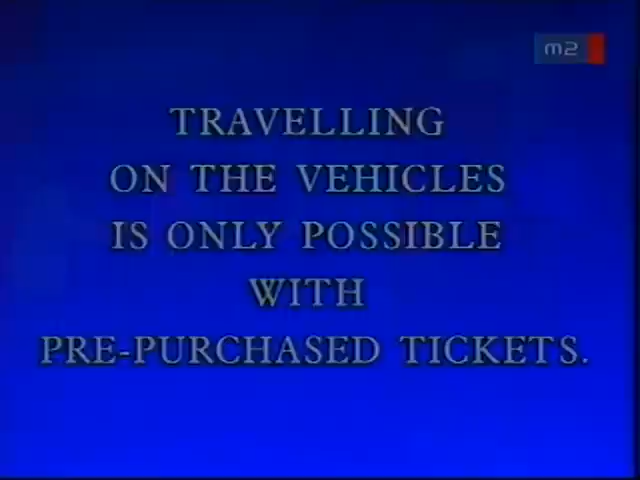 m2
TRAVELLING
ON THE VEHICLES
IS ONLY POSSIBLE
WITH
PRE-PURCHASED TICKETS.